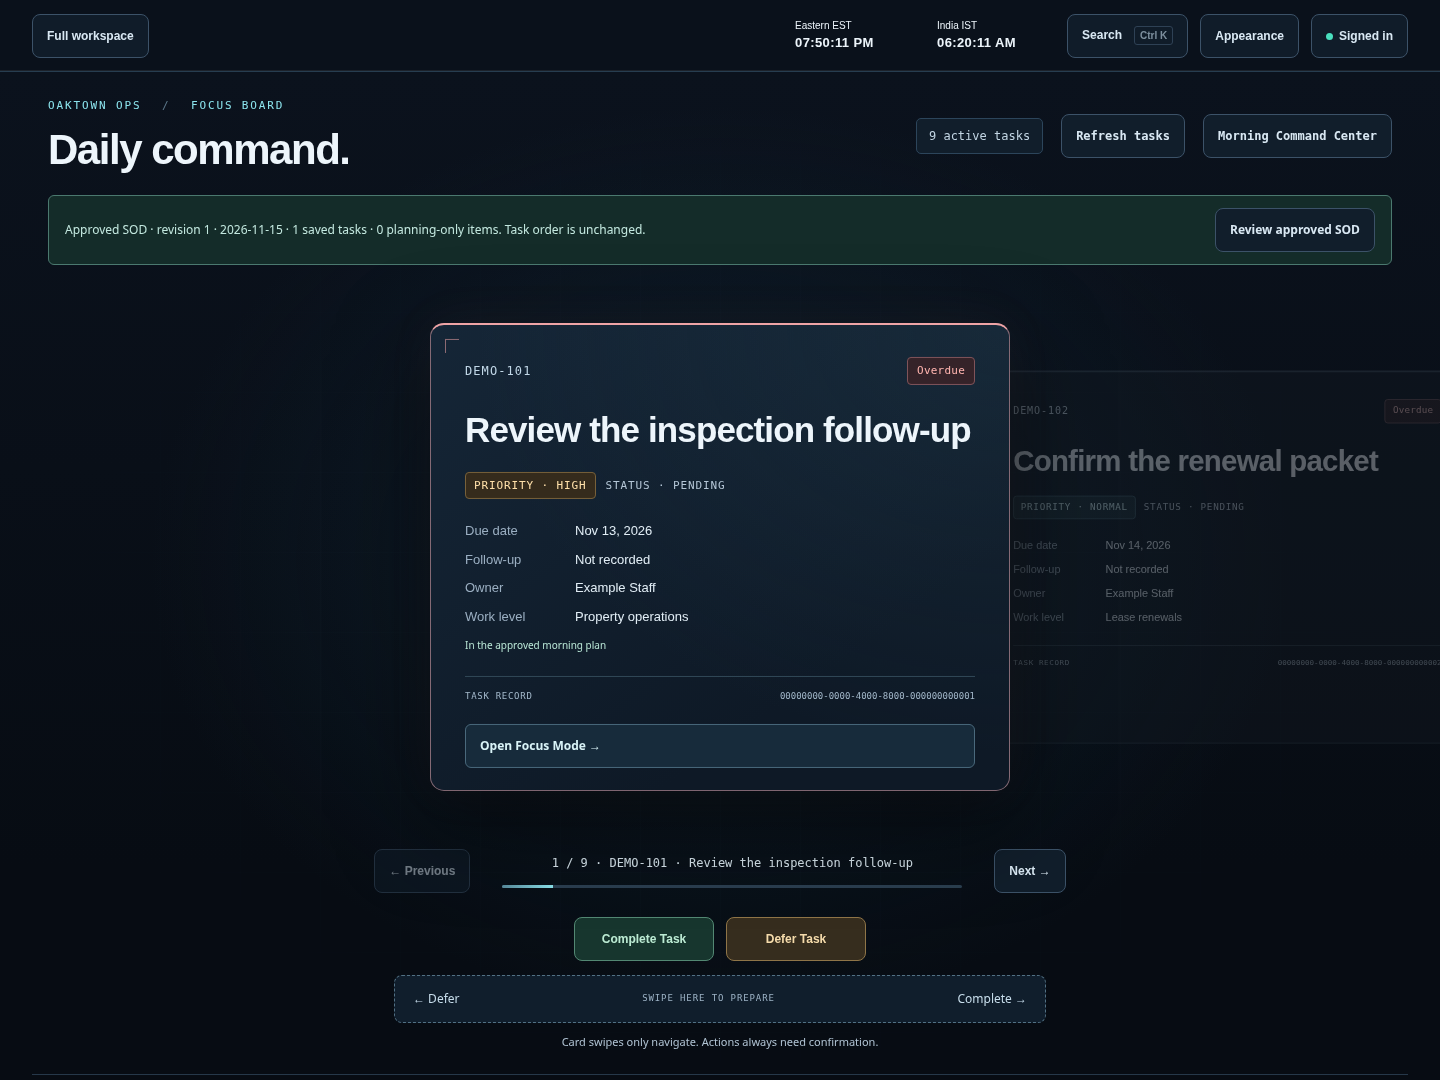 Full workspace
Eastern EST
07:50:11 PM
India IST
06:20:11 AM
Search Ctrl K
Appearance
Signed in
OAKTOWN OPS / FOCUS BOARD
Daily command.
9 active tasks
Refresh tasks
Morning Command Center
Approved SOD · revision 1 · 2026-11-15 · 1 saved tasks · 0 planning-only items. Task order is unchanged.
Review approved SOD
DEMO-101
Overdue
Review the inspection follow-up
PRIORITY · HIGH STATUS · PENDING
Due date Nov 13, 2026
Follow-up Not recorded
Owner Example Staff
Work level Property operations
In the approved morning plan
TASK RECORD 00000000-0000-4000-8000-000000000001
Open Focus Mode →
DEMO-102
Overdue
Confirm the renewal packet
PRIORITY · NORMAL STATUS · PENDING
Due date Nov 14, 2026
Follow-up Not recorded
Owner Example Staff
Work level Lease renewals
TASK RECORD 00000000-0000-4000-8000-000000000002
← Previous
1 / 9 · DEMO-101 · Review the inspection follow-up
Next →
Complete Task
Defer Task
← Defer
SWIPE HERE TO PREPARE
Complete →
Card swipes only navigate. Actions always need confirmation.